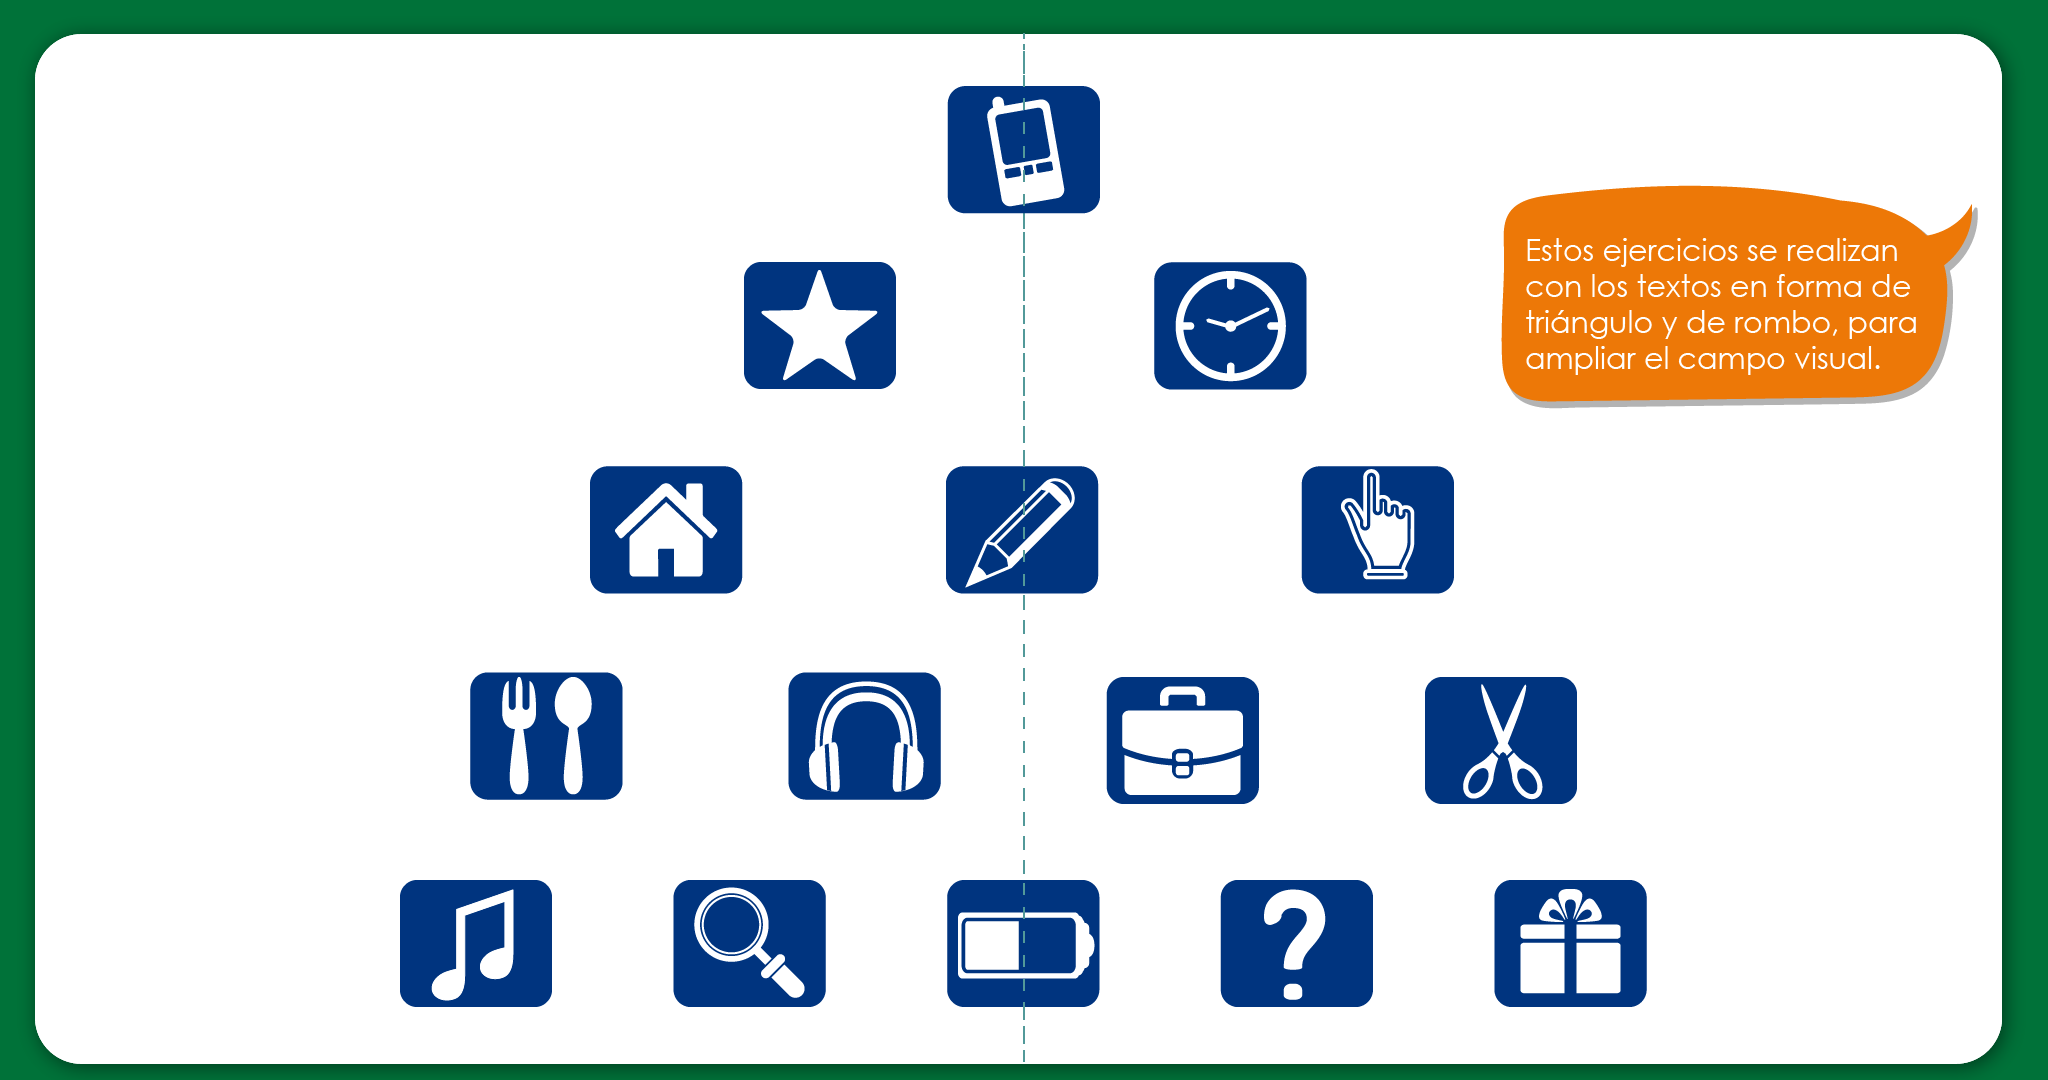 Estos ejercicios se realizan
con los textos en forma de
triángulo y de rombo, para
ampliar el campo visual.
?